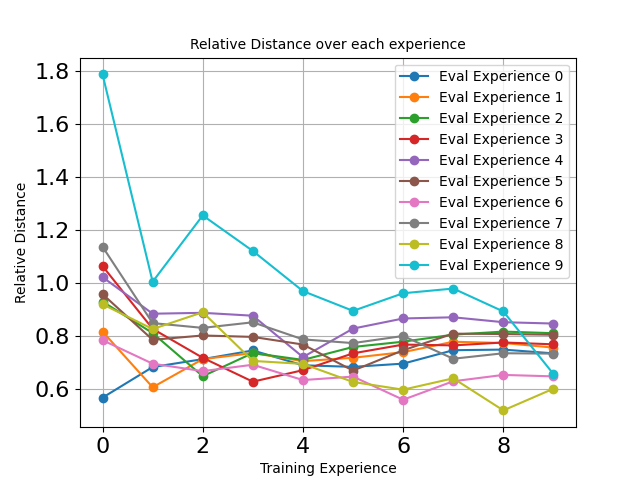 Relative Distance over each experience
Relative Distance
1.8
1.6
1.4
1.2
1.0
0.8
0.6
Eval Experience 0
Eval Experience 1
Eval Experience 2
Eval Experience 3
Eval Experience 4
Eval Experience 5
Eval Experience 6
Eval Experience 7
Eval Experience 8
Eval Experience 9
0 2 4 6 8
Training Experience